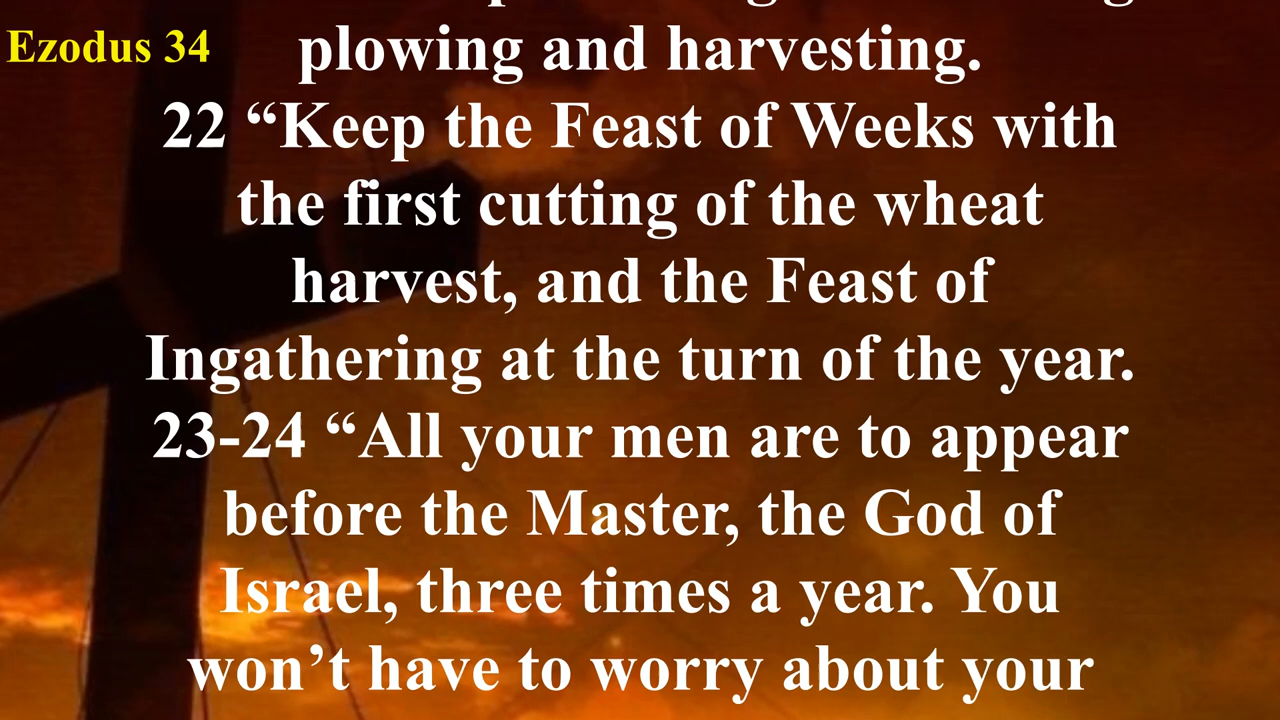 Ezodus 34
plowing and harvesting.
22 “Keep the Feast of Weeks with
the first cutting of the wheat
harvest, and the Feast of
Ingathering at the turn of the year.
23-24 “All your men are to appear
before the Master, the God of
Israel, three times a year. You
won’t have to worry about your